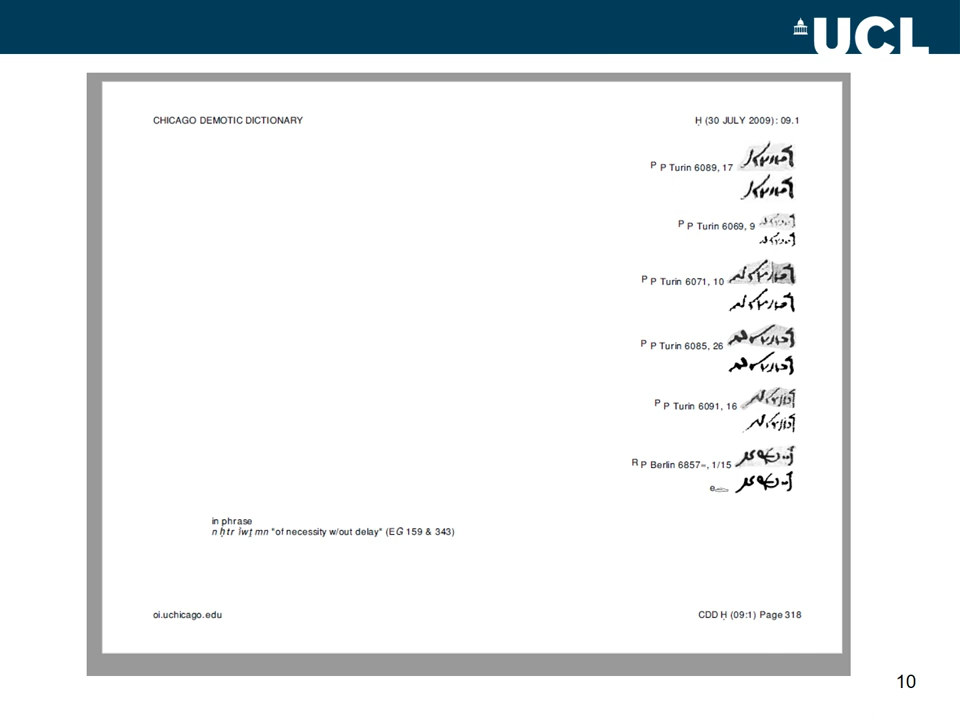 UCL
CHICAGO DEMOTIC DICTIONARY
Ḥ (30 JULY 2009): 09.1
P P Turin 6089, 17
P P Turin 6069, 9
P P Turin 6071, 10
P P Turin 6085, 26
P P Turin 6091, 16
R P Berlin 6857=, 1/15
e
in phrase
n ḥtr ἰwṱ mn "of necessity w/out delay" (EG 159 & 343)
oi.uchicago.edu
CDD Ḥ (09:1) Page 318
10